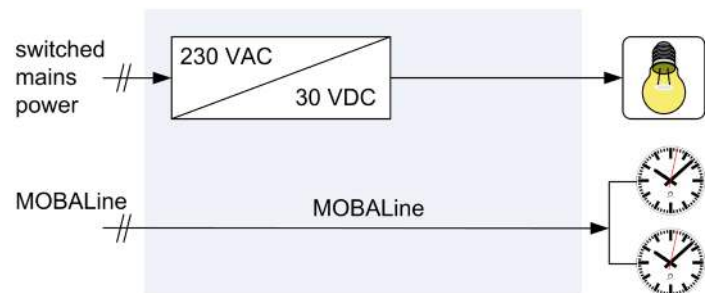 switched
mains
power
230 VAC
30 VDC
MOBALine
MOBALine